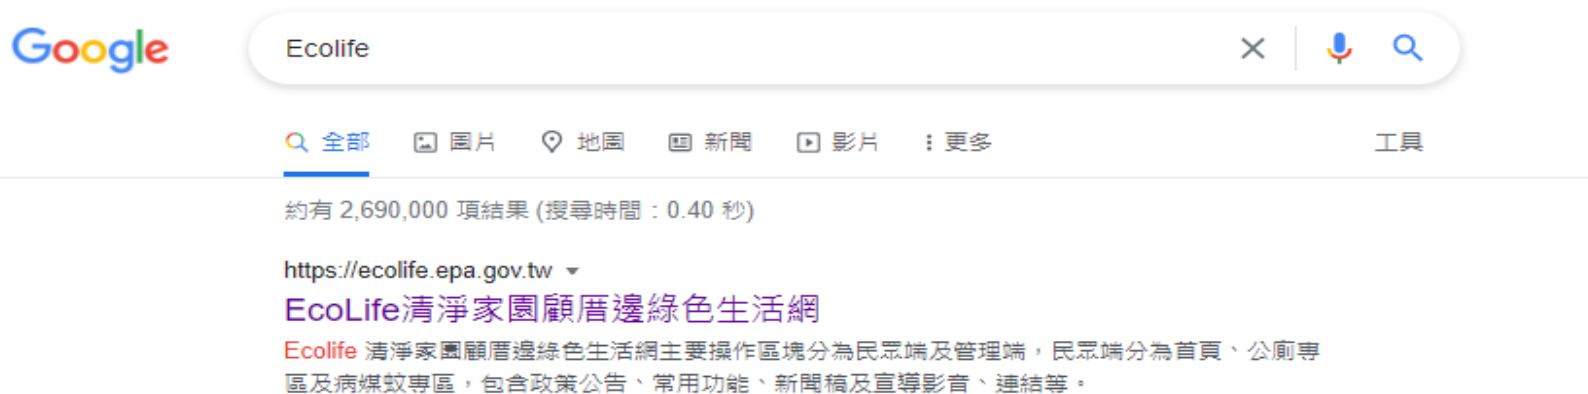 Google
Ecolife
全部 圖片 地圖 新聞 影片 更多 工具
約有 2,690,000 項結果 (搜尋時間：0.40 秒)
https://ecolife.epa.gov.tw
EcoLife清淨家園顧厝邊綠色生活網
Ecolife 清淨家園顧厝邊綠色生活網主要操作區塊分為民眾端及管理端，民眾端分為首頁、公廁專
區及病媒蚊專區，包含政策公告、常用功能、新聞稿及宣導影音、連結等。